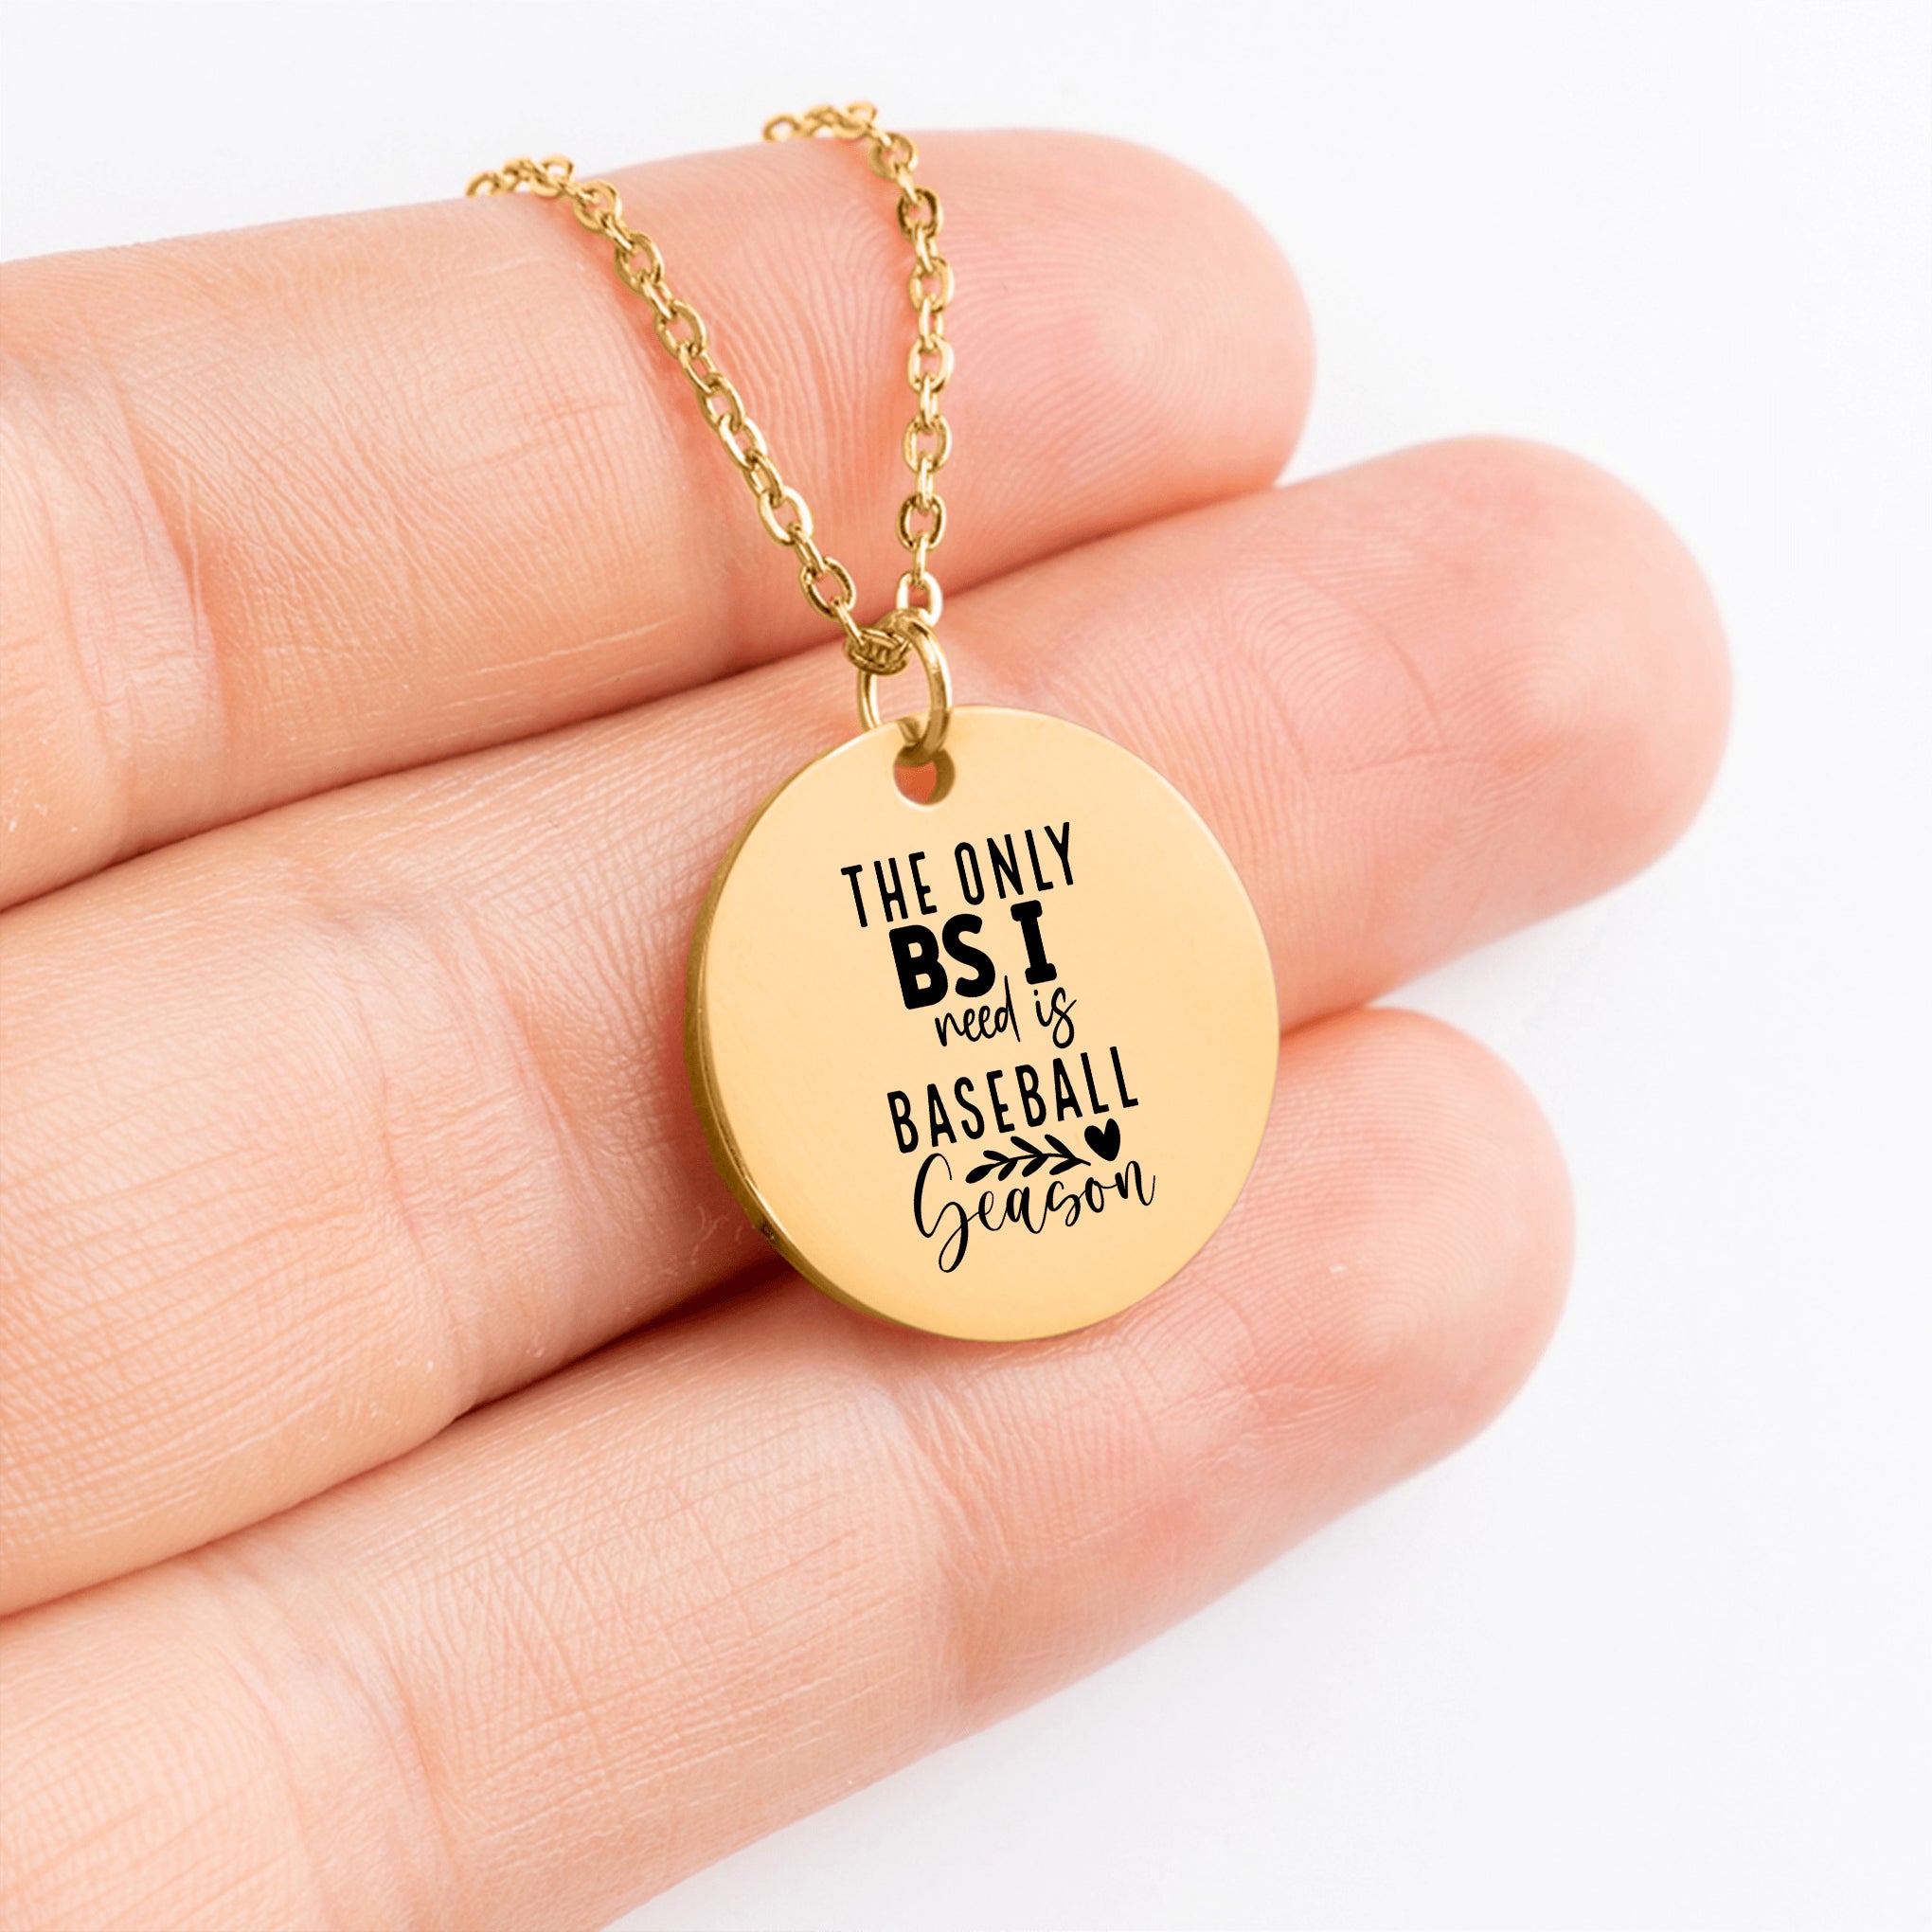 THE ONLY
BS I
need is
BASEBALL
Season